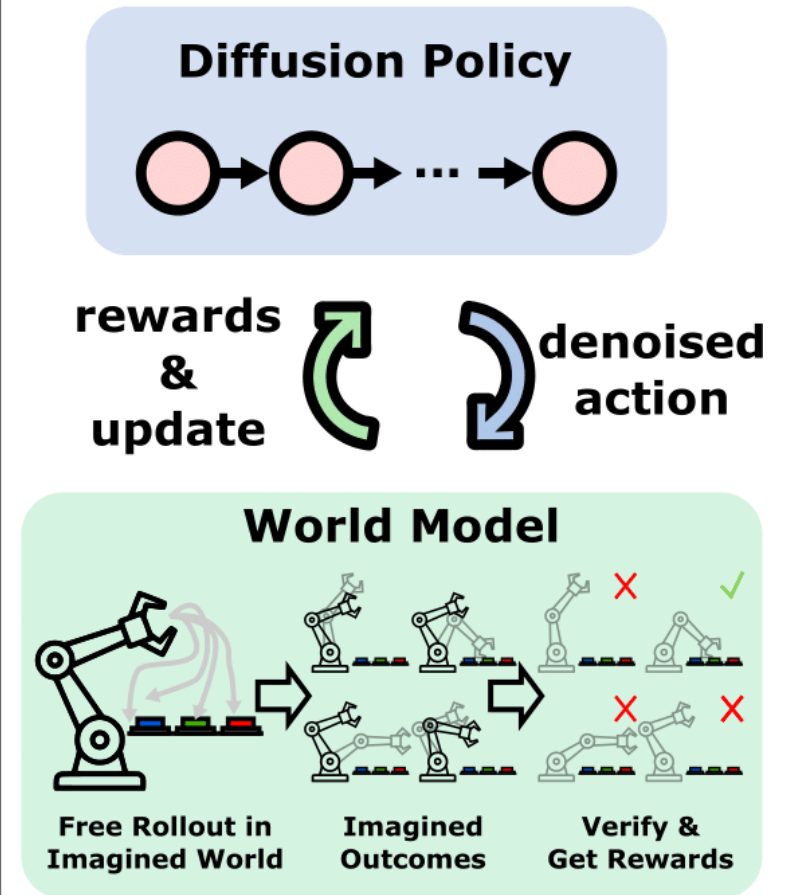 Diffusion Policy
...
rewards
&
update
denoised
action
World Model
Free Rollout in
Imagined World
Imagined
Outcomes
Verify &
Get Rewards